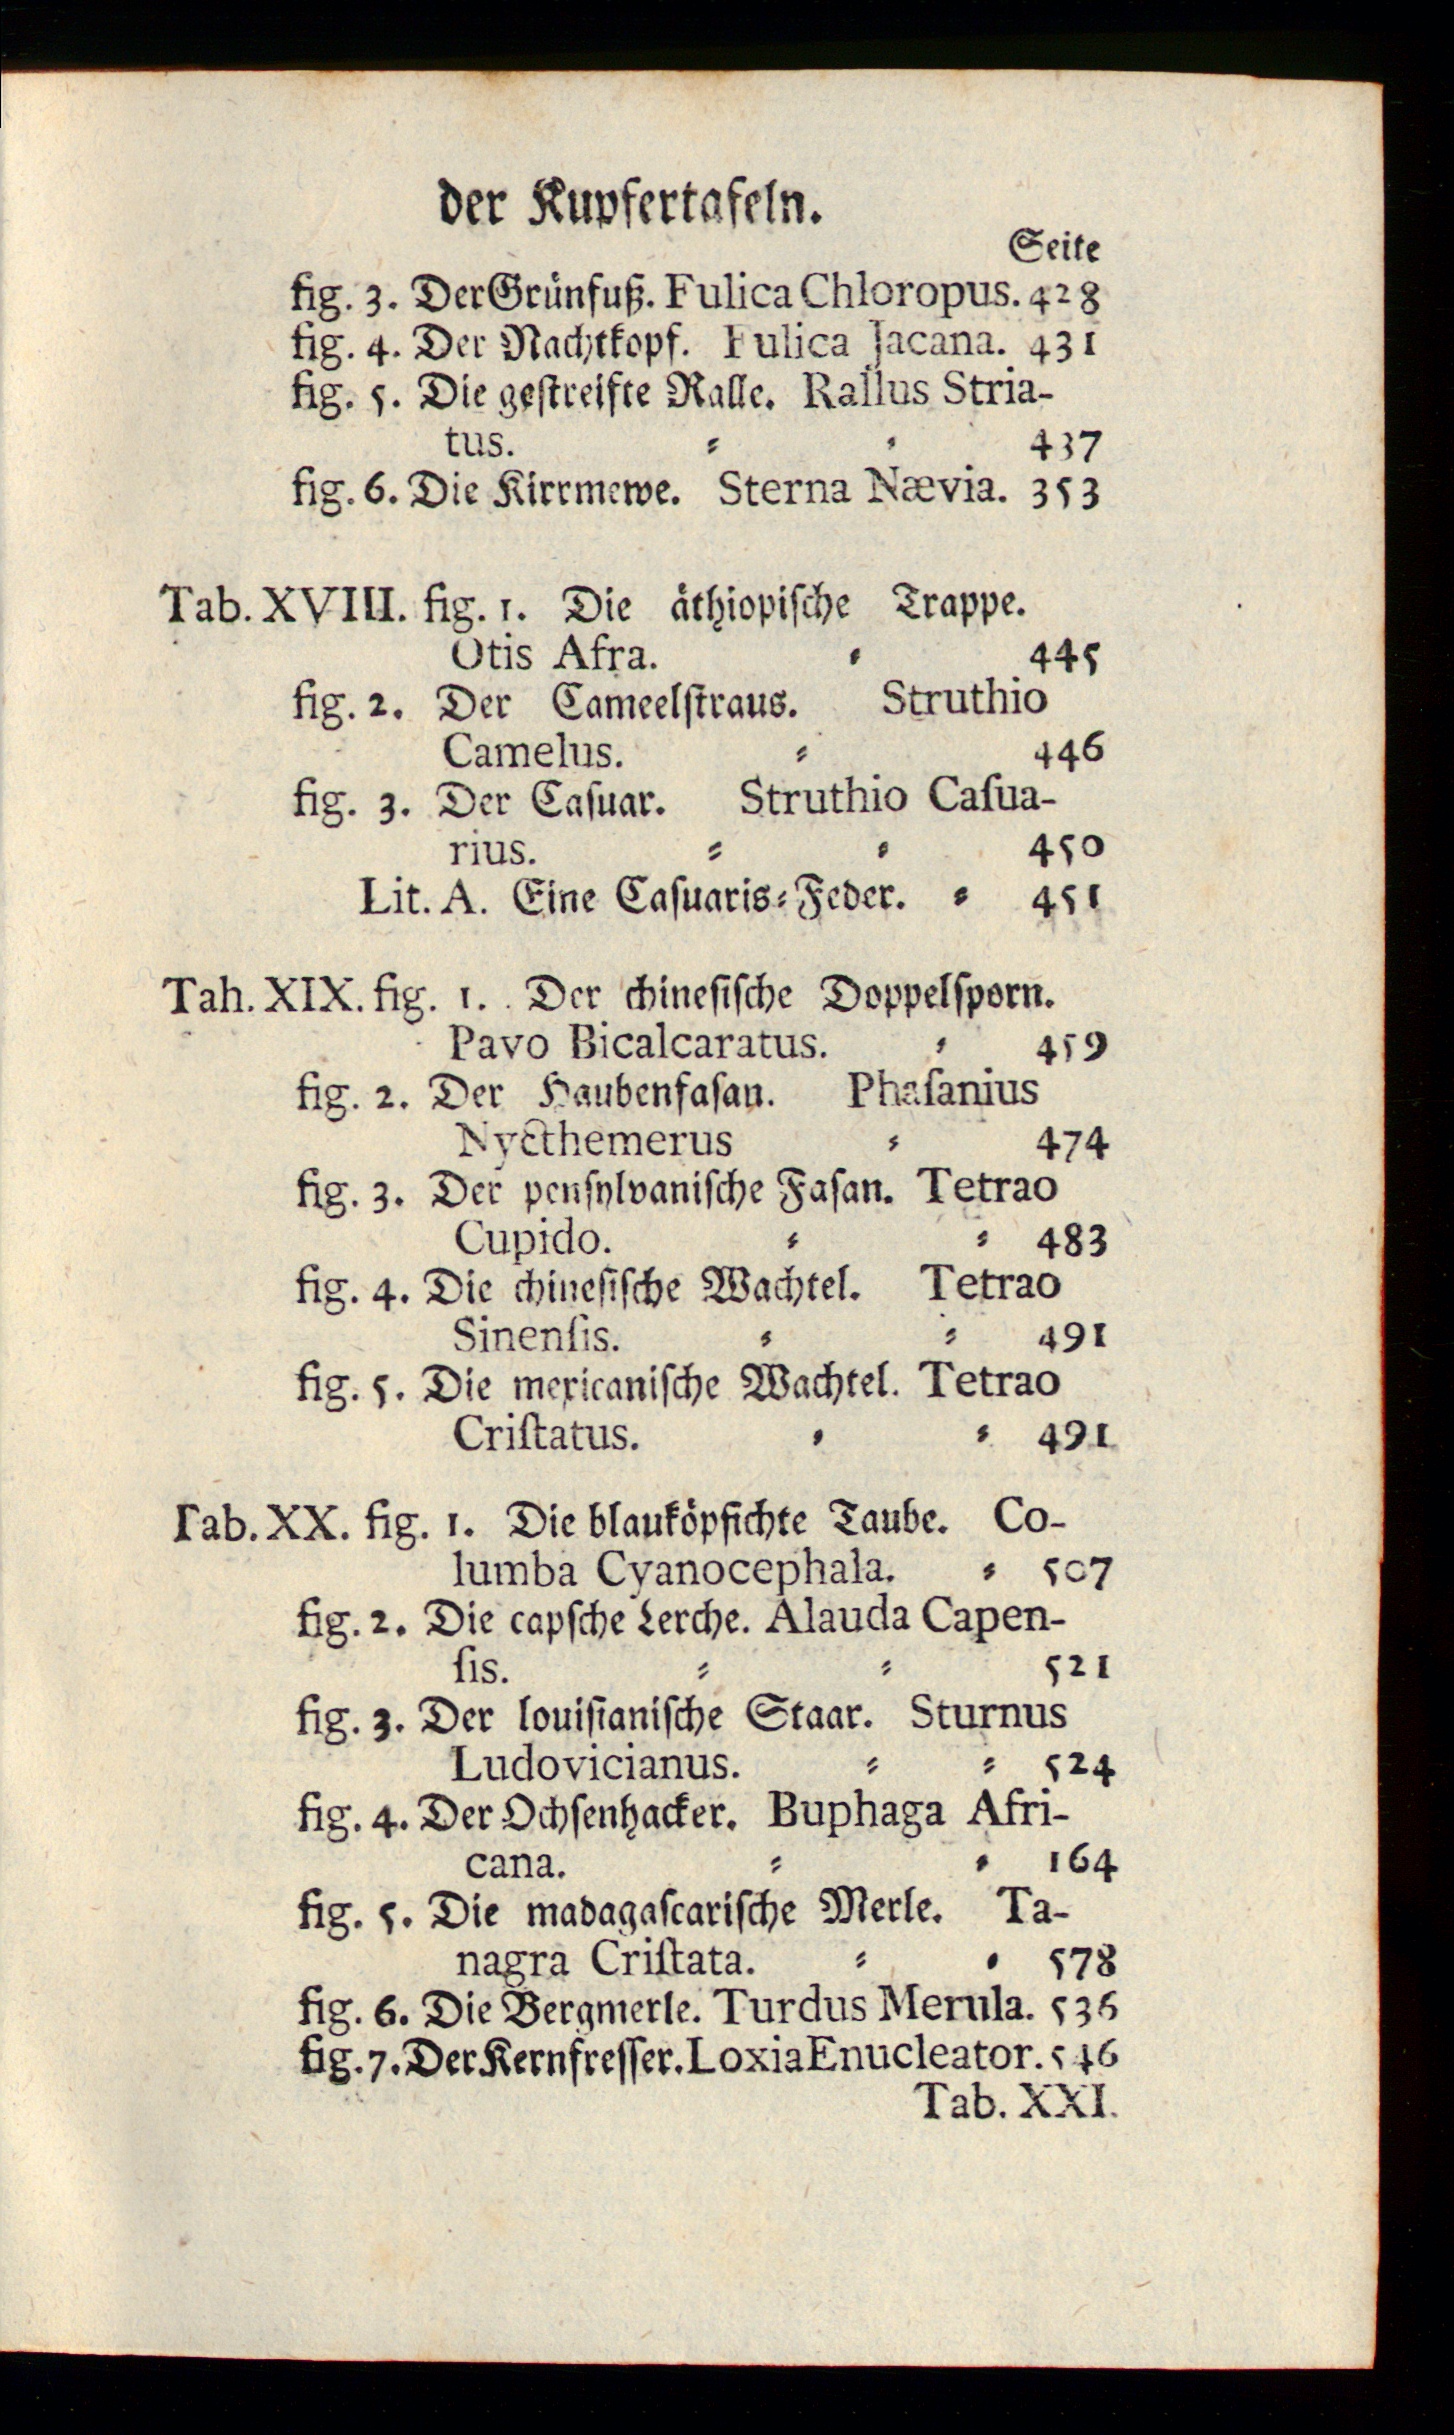 der Kupfertafeln.
Seite
fig. 3. Der Grünfuß. Fulica Chloropus. 428
fig. 4. Der Nachtkopf. Fulica Jacana. 431
fig. 5. Die geſtreifte Ralle. Rallus Stria-
tus. ⸗ ⸗ 437
fig. 6. Die Kirrmewe. Sterna Nævia. 353
Tab. XVIII. fig. 1. Die äthiopiſche Trappe.
Otis Afra. ⸗ 445
fig. 2. Der Cameelſtraus. Struthio
Camelus. ⸗ 446
fig. 3. Der Caſuar. Struthio Caſua-
rius. ⸗ ⸗ 450
Lit. A. Eine Caſuaris⸗Feder. ⸗ 451
Tah. XIX. fig. 1. Der chineſiſche Doppelſporn.
Pavo Bicalcaratus. ⸗ 459
fig. 2. Der Haubenfaſan. Phaſanius
Nycthemerus ⸗ 474
fig. 3. Der penſylvaniſche Faſan. Tetrao
Cupido. ⸗ ⸗ 483
fig. 4. Die chineſiſche Wachtel. Tetrao
Sinenſis. ⸗ ⸗ 491
fig. 5. Die mexicaniſche Wachtel. Tetrao
Criſtatus. ⸗ ⸗ 491
Tab. XX. fig. 1. Die blauköpfichte Taube. Co-
lumba Cyanocephala. ⸗ 507
fig. 2. Die capſche Lerche. Alauda Capen-
ſis. ⸗ ⸗ 521
fig. 3. Der louiſianiſche Staar. Sturnus
Ludovicianus. ⸗ ⸗ 524
fig. 4. Der Ochſenhacker. Buphaga Afri-
cana. ⸗ ⸗ 164
fig. 5. Die madagaſcariſche Merle. Ta-
nagra Criſtata. ⸗ ⸗ 578
fig. 6. Die Bergmerle. Turdus Merula. 536
fig. 7. Der Kernfreſſer. Loxia Enucleator. 546
Tab. XXI.